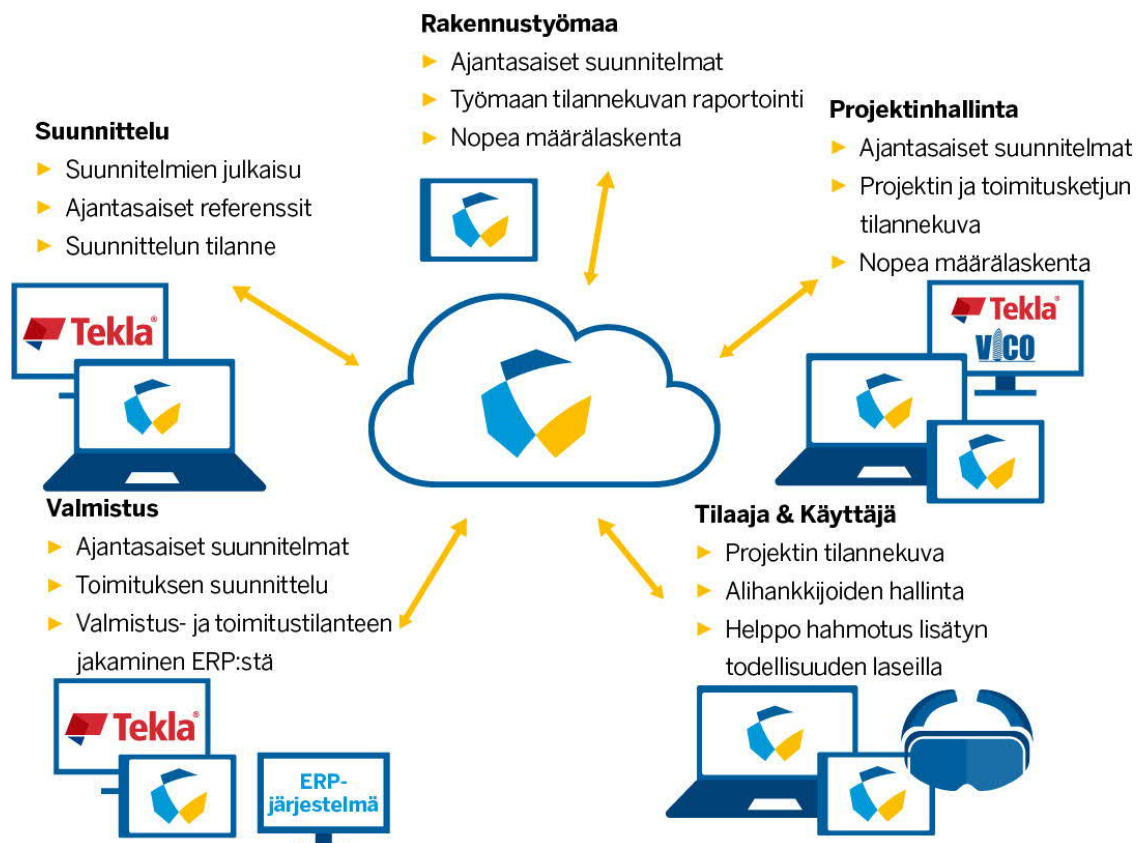 Rakennustyömaa
► Ajantasaiset suunnitelmat
► Työmaan tilannekuvan raportointi
► Nopea määrälaskenta
Suunnittelu
► Suunnitelmien julkaisu
► Ajantasaiset referenssit
► Suunnittelun tilanne
Tekla®
Projektinhallinta
► Ajantasaiset suunnitelmat
► Projektin ja toimitusketjun
tilannekuva
► Nopea määrälaskenta
Tekla®
VICO
Valmistus
► Ajantasaiset suunnitelmat
► Toimituksen suunnittelu
► Valmistus- ja toimitustilanteen
jakaminen ERP:stä
Tekla®
ERP-
järjestelmä
Tilaaja & Käyttäjä
► Projektin tilannekuva
► Alihankkijoiden hallinta
► Helppo hahmotus lisätyn
todellisuuden laseilla